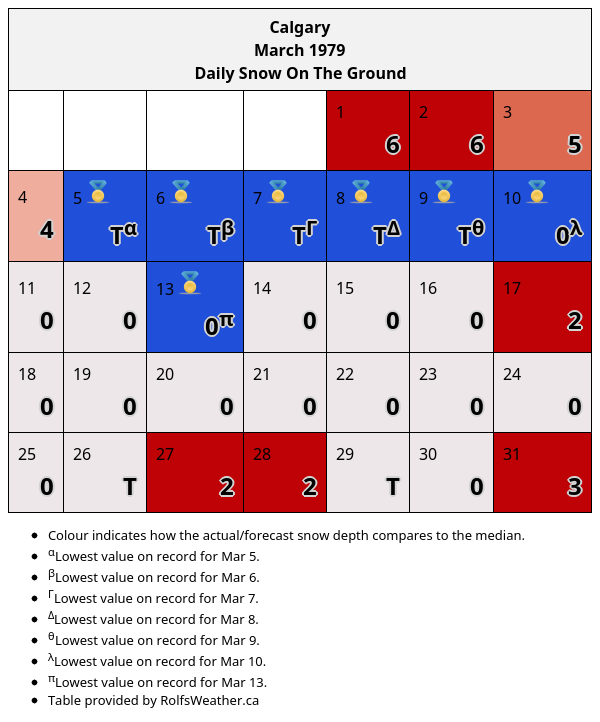 Calgary
March 1979
Daily Snow On The Ground
1 2 3
6 6 5
4 5 6 7 8 9 10
4 Tα Tβ TΓ TΔ Tθ 0λ
11 12 13 14 15 16 17
0 0 0π 0 0 0 2
18 19 20 21 22 23 24
0 0 0 0 0 0 0
25 26 27 28 29 30 31
0 T 2 2 T 0 3
• Colour indicates how the actual/forecast snow depth compares to the median.
• αLowest value on record for Mar 5.
• βLowest value on record for Mar 6.
• ΓLowest value on record for Mar 7.
• ΔLowest value on record for Mar 8.
• θLowest value on record for Mar 9.
• λLowest value on record for Mar 10.
• πLowest value on record for Mar 13.
• Table provided by RolfsWeather.ca